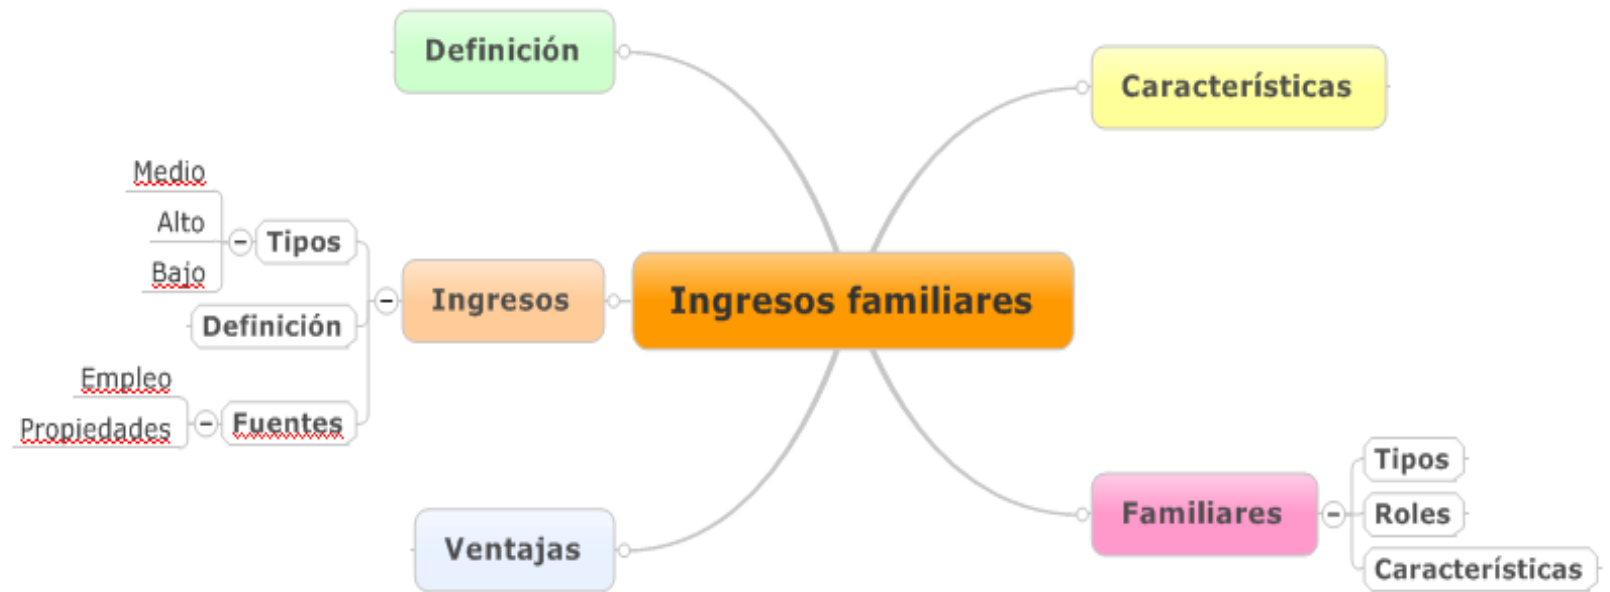 Definición
Características
Medio
Alto
Tipos
Bajo
Ingresos
Ingresos familiares
Definición
Empleo
Fuentes
Propiedades
Tipos
Familiares
Roles
Ventajas
Características